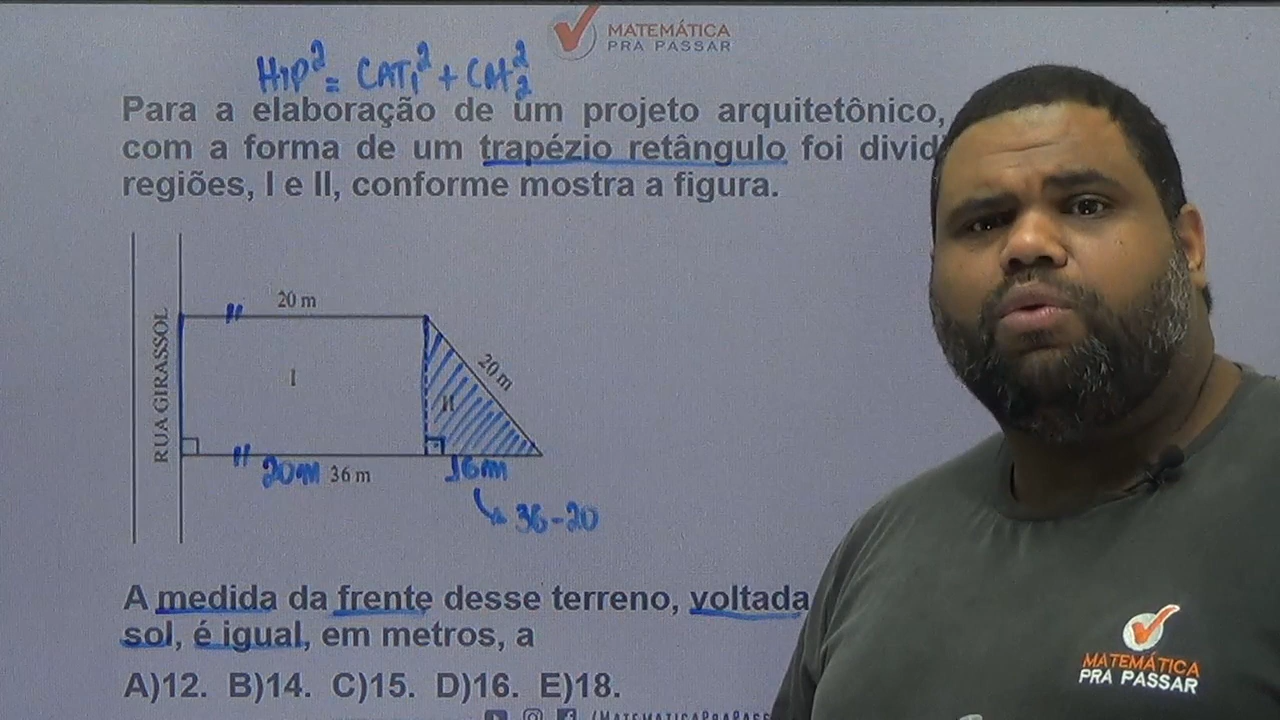 MATEMÁTICA
PRA PASSAR
HIP² = CAT₁² + CAT₂²
Para a elaboração de um projeto arquitetônico,
com a forma de um trapézio retângulo foi divid
regiões, I e II, conforme mostra a figura.
20 m
RUA GIRASSOL
I
II
20 m
20m 36 m
16m
36-20
A medida da frente desse terreno, voltada
sol, é igual, em metros, a
A)12. B)14. C)15. D)16. E)18.
MATEMÁTICA
PRA PASSAR